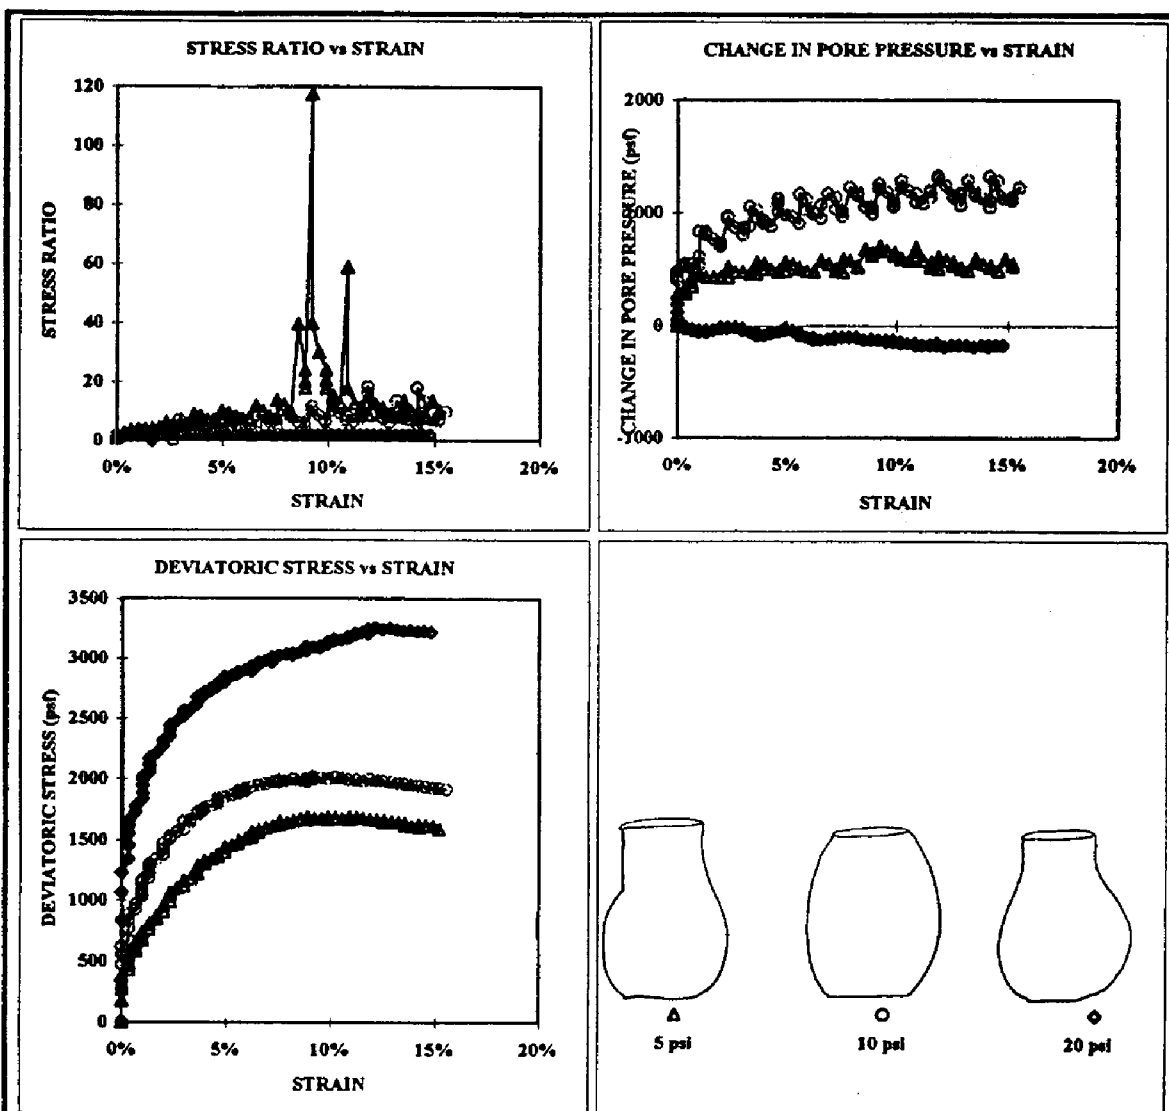 STRESS RATIO vs STRAIN
120
100
80
60
40
20
0
STRESS RATIO
0% 5% 10% 15% 20%
STRAIN
CHANGE IN PORE PRESSURE vs STRAIN
2000
1000
0
-1000
CHANGE IN PORE PRESSURE (psf)
0% 5% 10% 15% 20%
STRAIN
DEVIATORIC STRESS vs STRAIN
3500
3000
2500
2000
1500
1000
500
0
DEVIATORIC STRESS (psf)
0% 5% 10% 15% 20%
STRAIN
5 psi 10 psi 20 psi